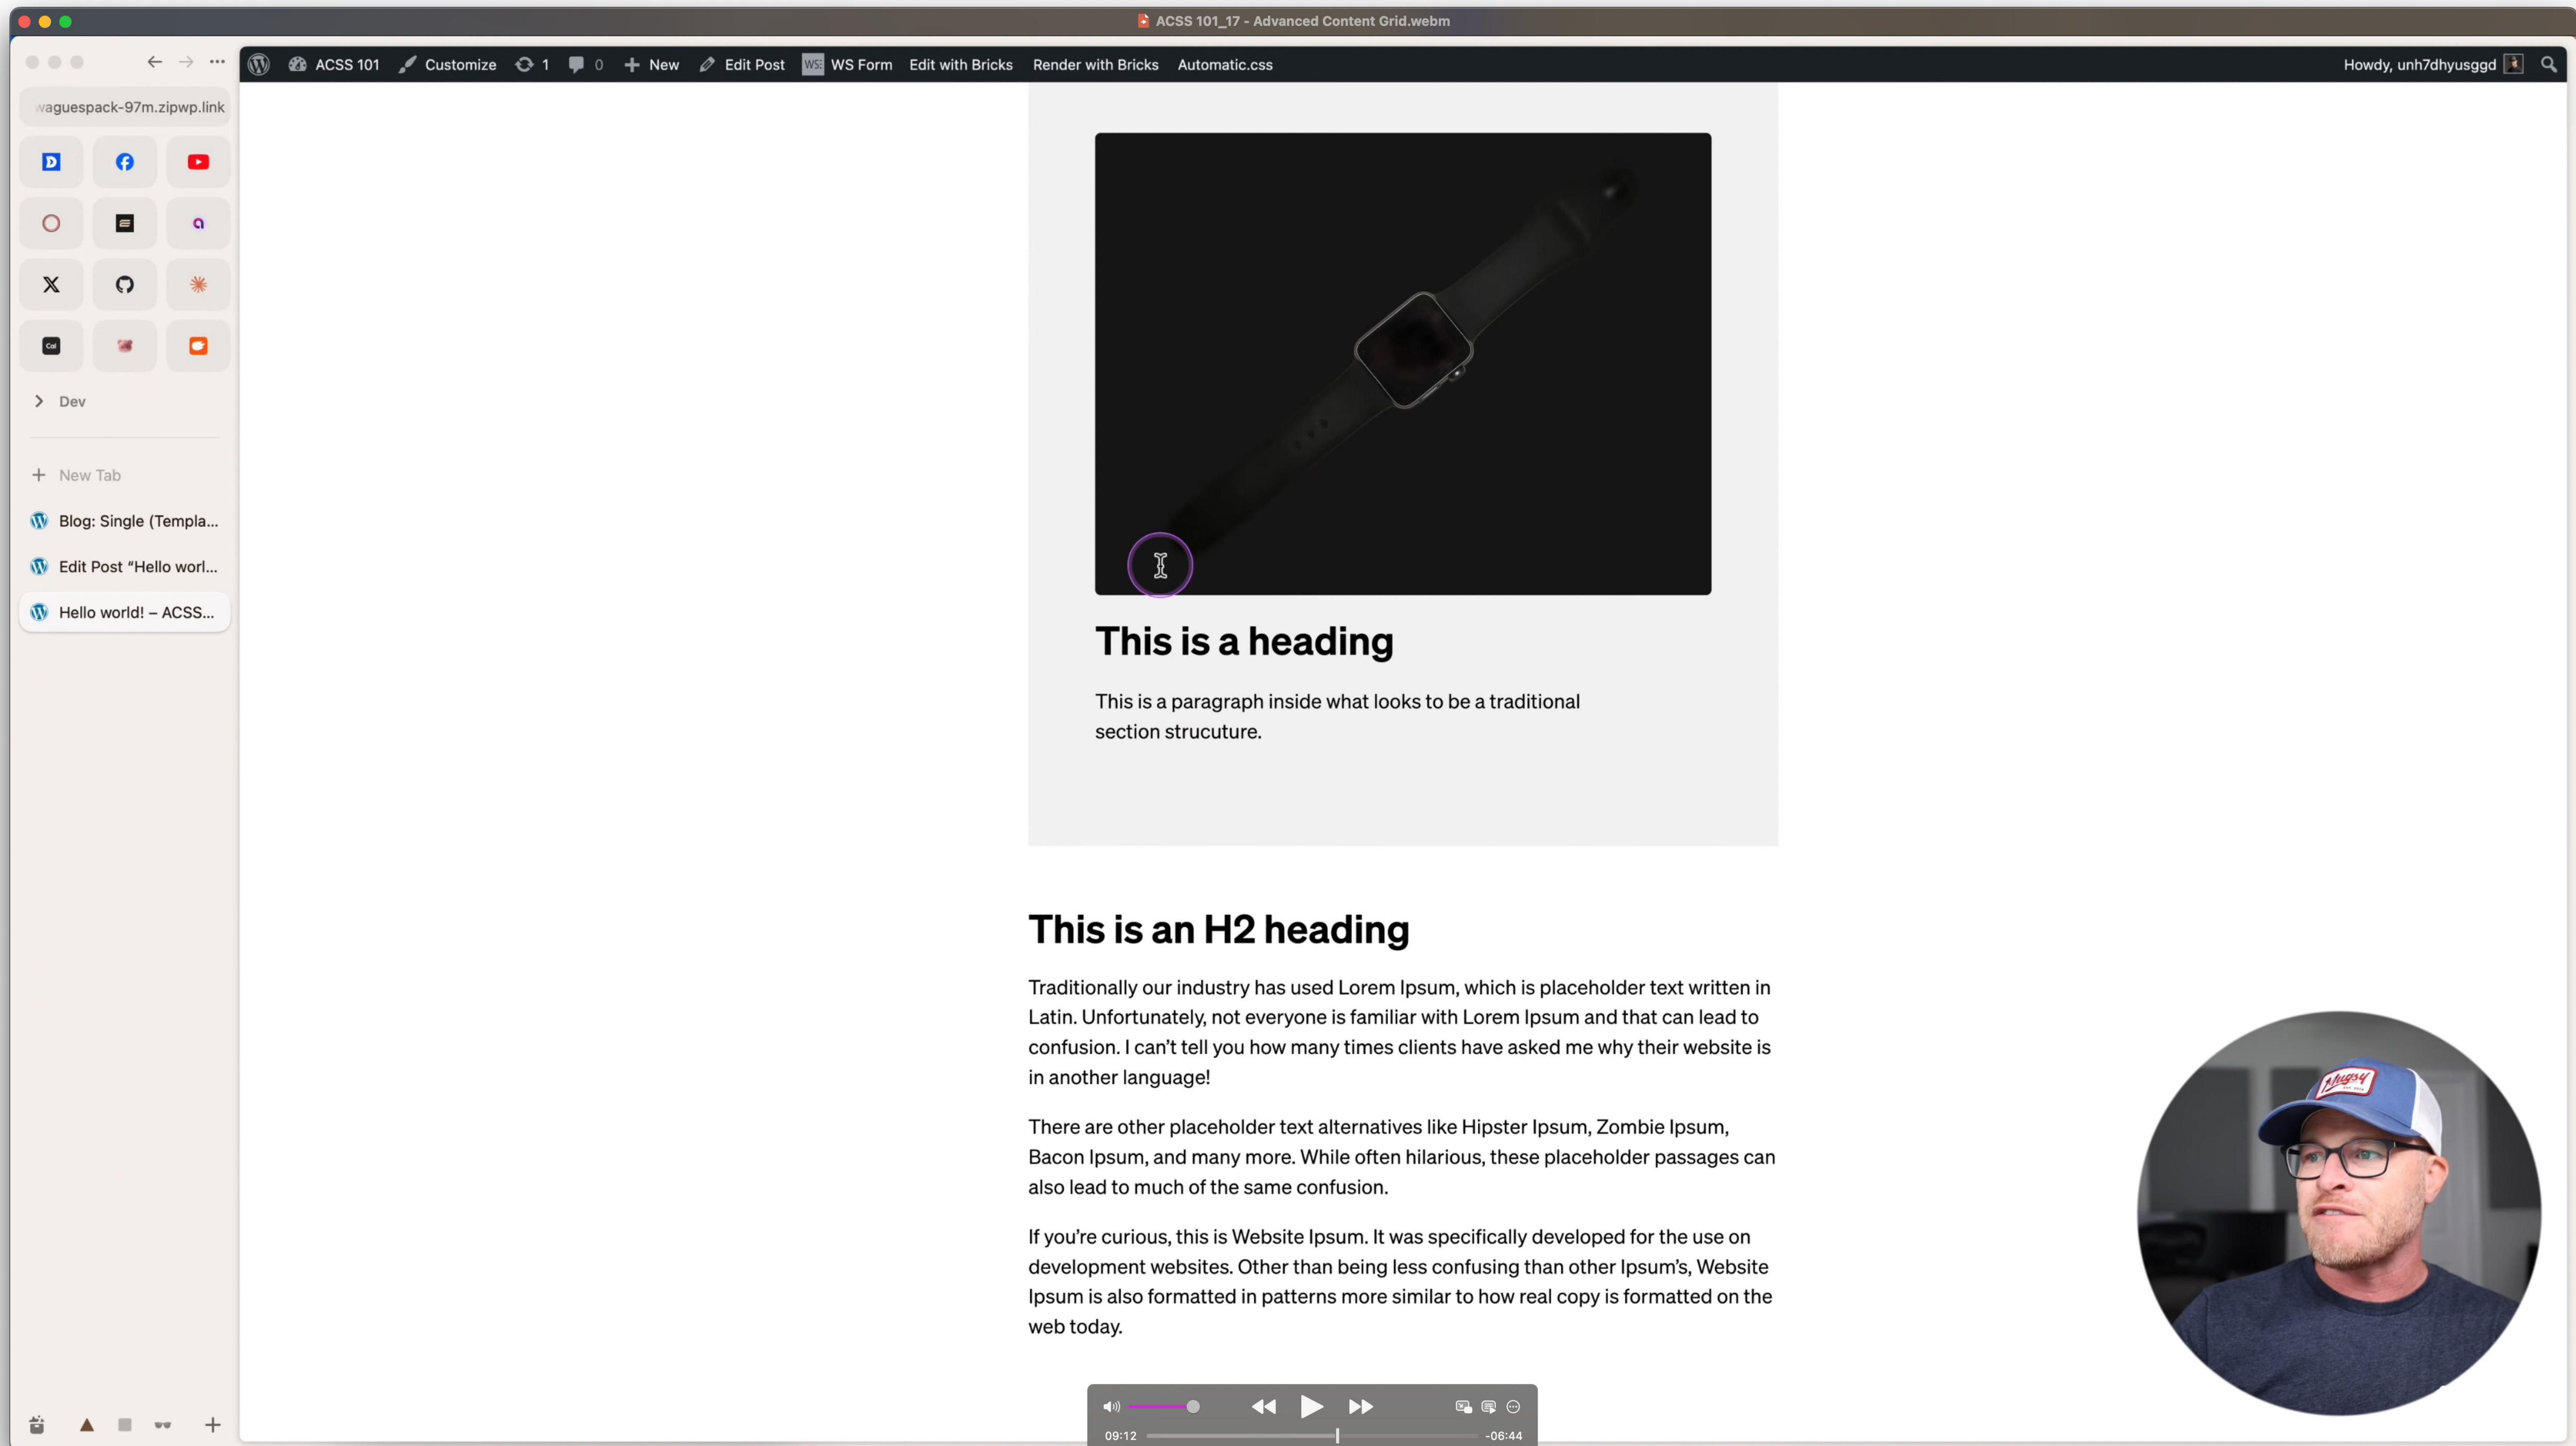 ACSS 101_17 - Advanced Content Grid.webm
waguespack-97m.zipwp.link
ACSS 101 Customize 1 0 New Edit Post WS Form Edit with Bricks Render with Bricks Automatic.css Howdy, unh7dhyusggd
Cal
Dev
New Tab
Blog: Single (Templa...
Edit Post “Hello worl...
Hello world! – ACSS...
This is a heading
This is a paragraph inside what looks to be a traditional
section strucuture.
This is an H2 heading
Traditionally our industry has used Lorem Ipsum, which is placeholder text written in
Latin. Unfortunately, not everyone is familiar with Lorem Ipsum and that can lead to
confusion. I can’t tell you how many times clients have asked me why their website is
in another language!
There are other placeholder text alternatives like Hipster Ipsum, Zombie Ipsum,
Bacon Ipsum, and many more. While often hilarious, these placeholder passages can
also lead to much of the same confusion.
If you’re curious, this is Website Ipsum. It was specifically developed for the use on
development websites. Other than being less confusing than other Ipsum’s, Website
Ipsum is also formatted in patterns more similar to how real copy is formatted on the
web today.
Mugsy
09:12 -06:44